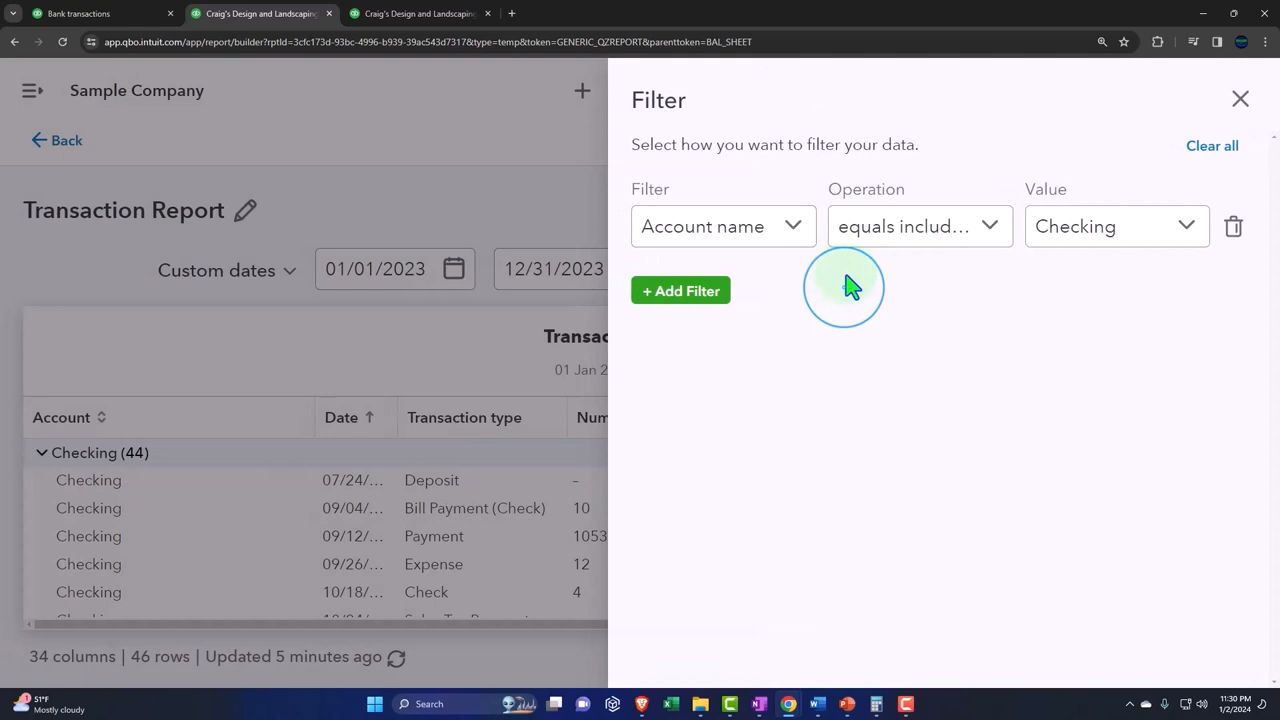 Bank transactions
Craig's Design and Landscaping
Craig's Design and Landscaping
app.qbo.intuit.com/app/report/builder?rptId=3cfc173d-93bc-4996-b939-39ac543d7317&type=temp&token=GENERIC_QZREPORT&parenttoken=BAL_SHEET
Sample Company
Back
Transaction Report
Custom dates
01/01/2023
12/31/2023
Transac
01 Jan 2
Account
Date
Transaction type
Num
Checking (44)
Checking 07/24/... Deposit –
Checking 09/04/... Bill Payment (Check) 10
Checking 09/12/... Payment 1053
Checking 09/26/... Expense 12
Checking 10/18/... Check 4
34 columns | 46 rows | Updated 5 minutes ago
Filter
Select how you want to filter your data.
Clear all
Filter Operation Value
Account name equals includ... Checking
+ Add Filter
1
51°F
Mostly cloudy
Search
11:30 PM
1/2/2024